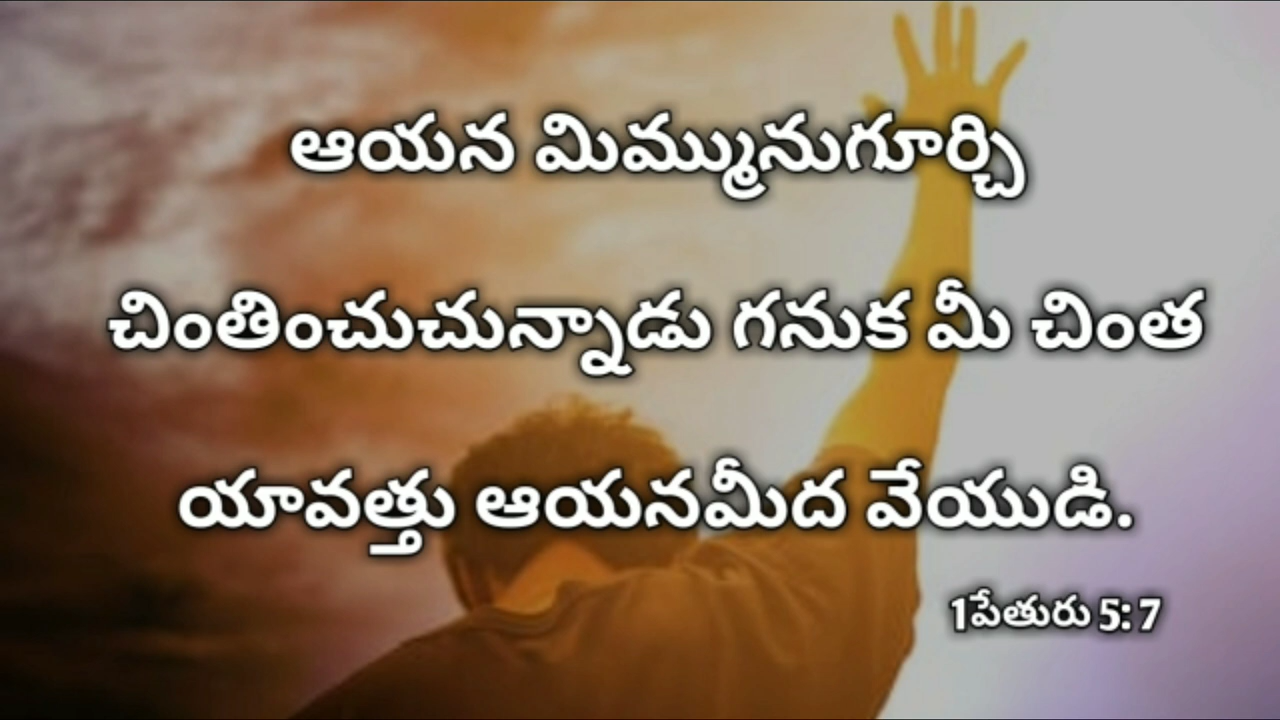 ఆయన మిమ్మునుగూర్చి
చింతించుచున్నాడు గనుక మీ చింత
యావత్తు ఆయనమీద వేయుడి.
1పేతురు 5: 7